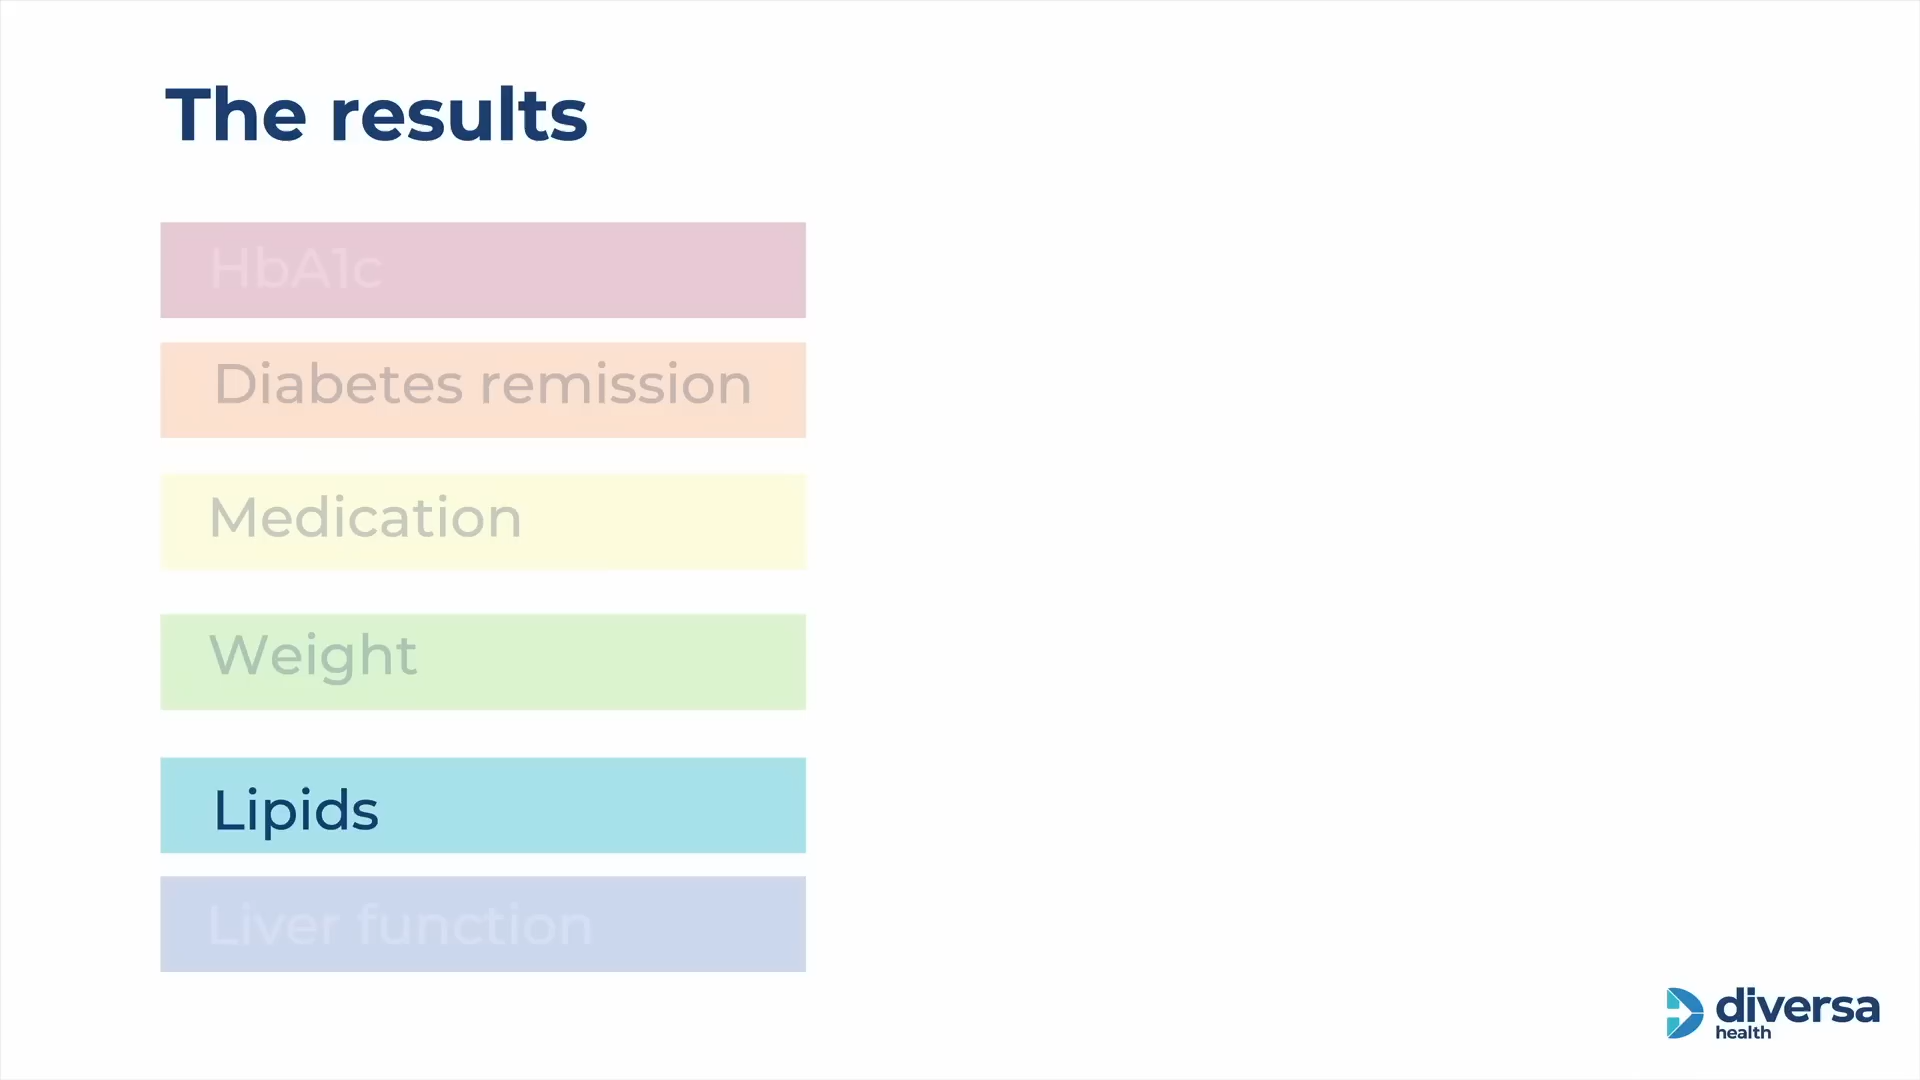 The results
HbA1c
Diabetes remission
Medication
Weight
Lipids
Liver function
diversa
health